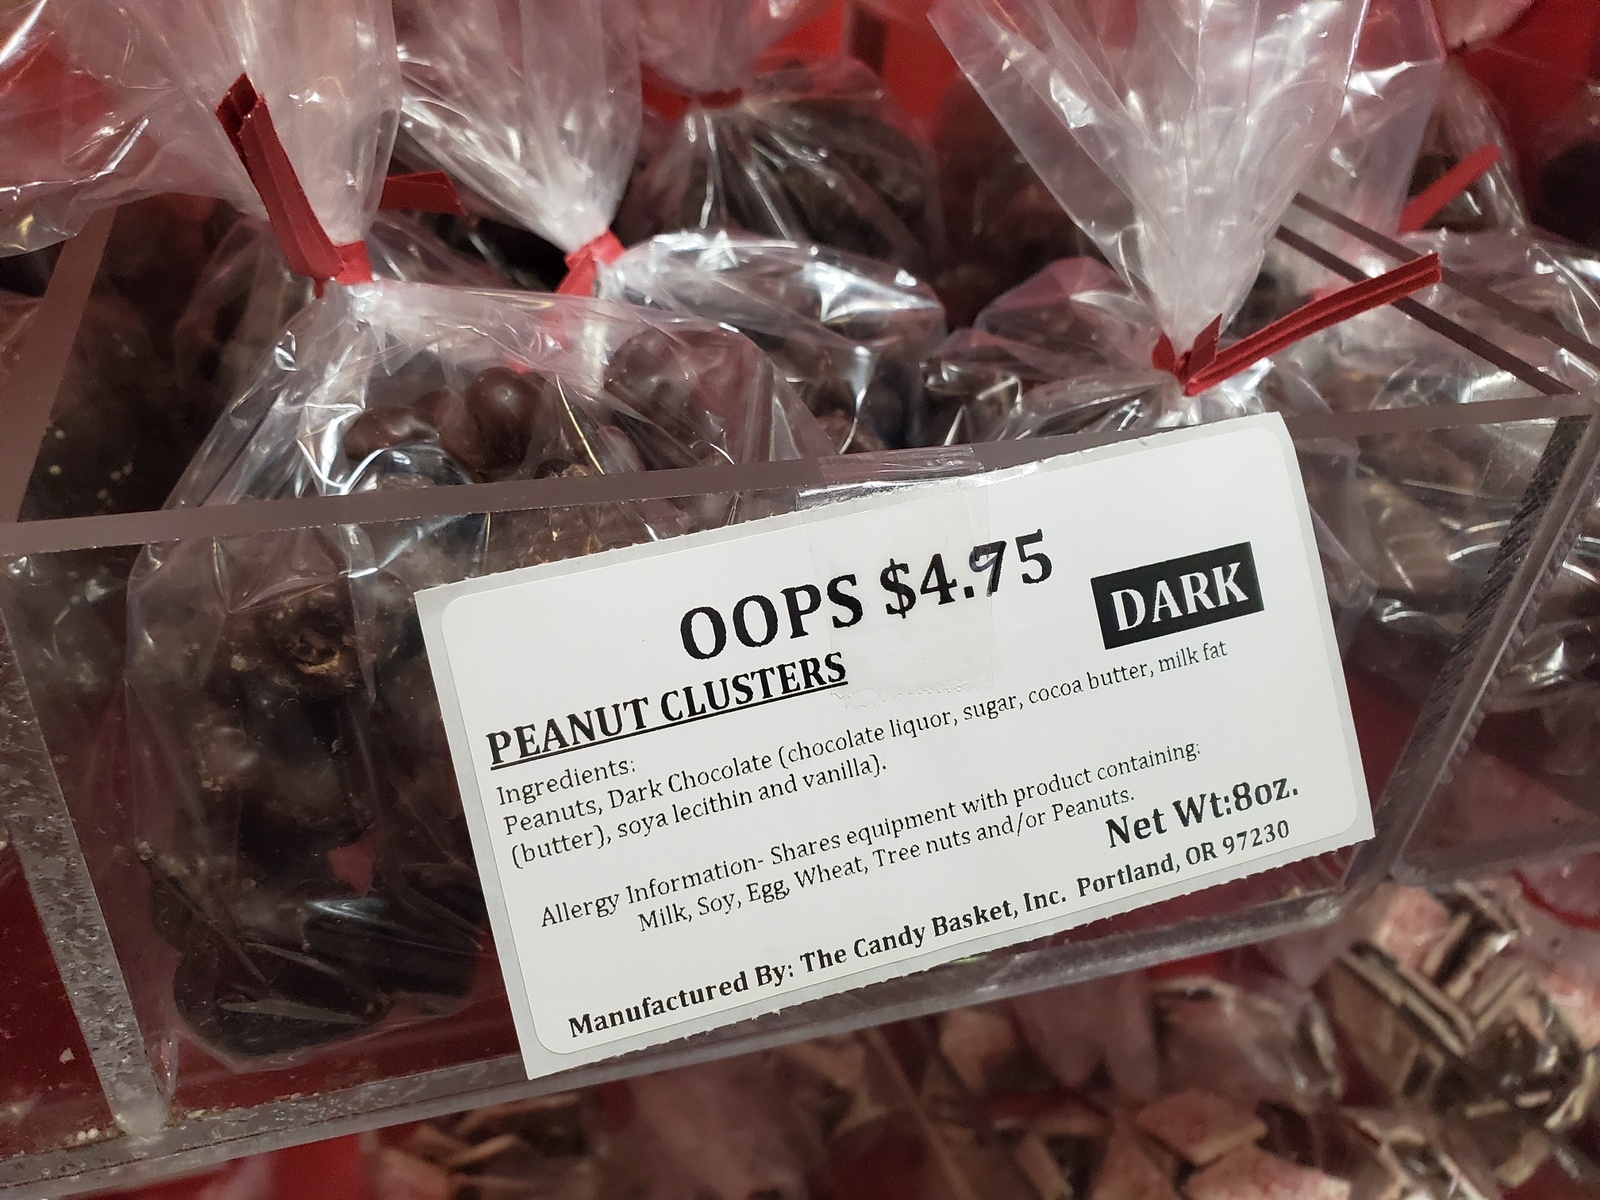 OOPS $4.95
DARK
PEANUT CLUSTERS
Ingredients:
Peanuts, Dark Chocolate (chocolate liquor, sugar, cocoa butter, milk fat
(butter), soya lecithin and vanilla).
Allergy Information- Shares equipment with product containing:
Milk, Soy, Egg, Wheat, Tree nuts and/or Peanuts.
Net Wt:8oz.
Manufactured By: The Candy Basket, Inc. Portland, OR 97230